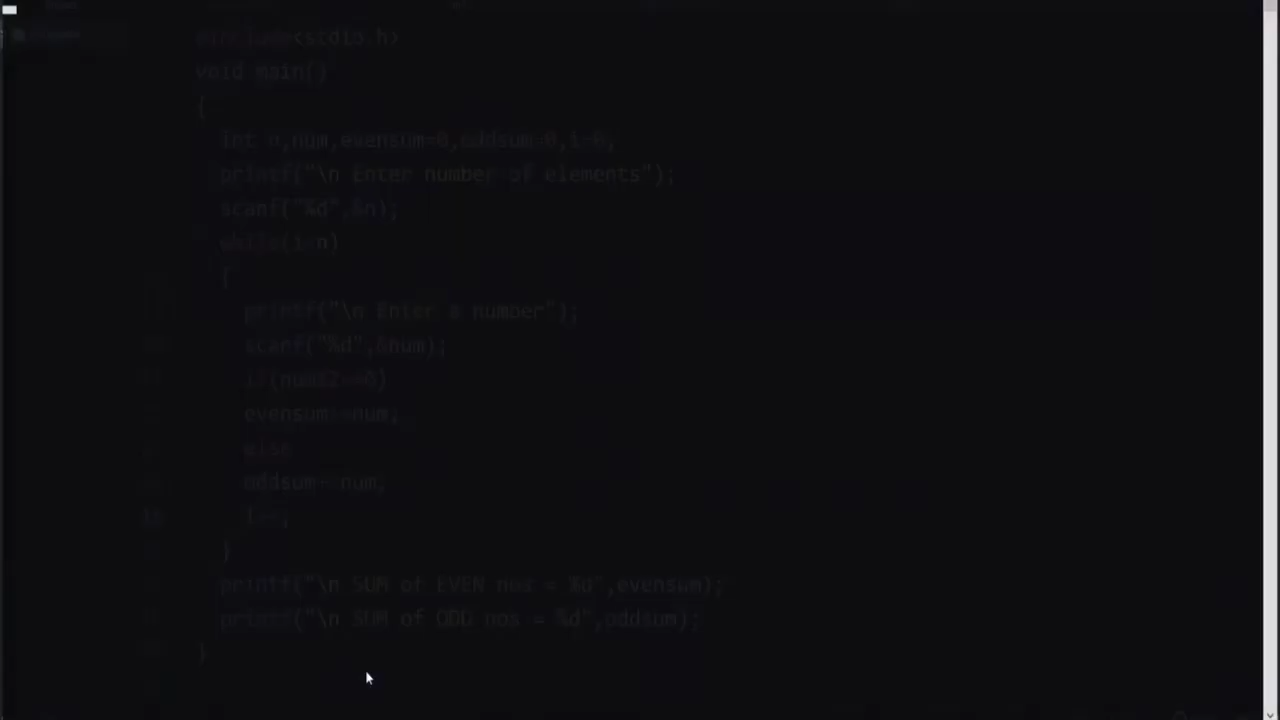 #include<stdio.h>
void main()
{
int n,num,evensum=0,oddsum=0,i=0;
printf("\n Enter number of elements");
scanf("%d",&n);
while(i<n)
{
printf("\n Enter a number");
scanf("%d",&num);
if(num%2==0)
evensum+=num;
else
oddsum+=num;
i++;
}
printf("\n SUM of EVEN nos = %d",evensum);
printf("\n SUM of ODD nos = %d",oddsum);
}